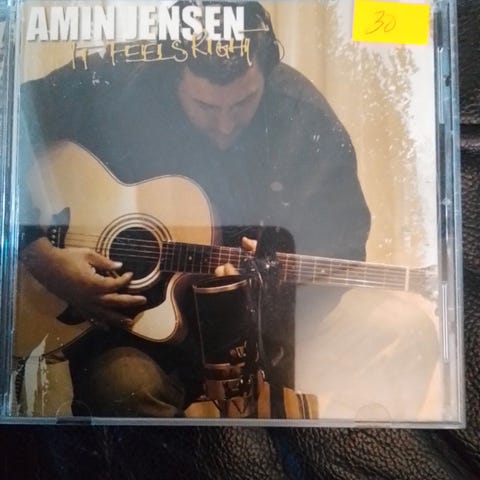 AMIN JENSEN
IT FEELS RIGHT
30